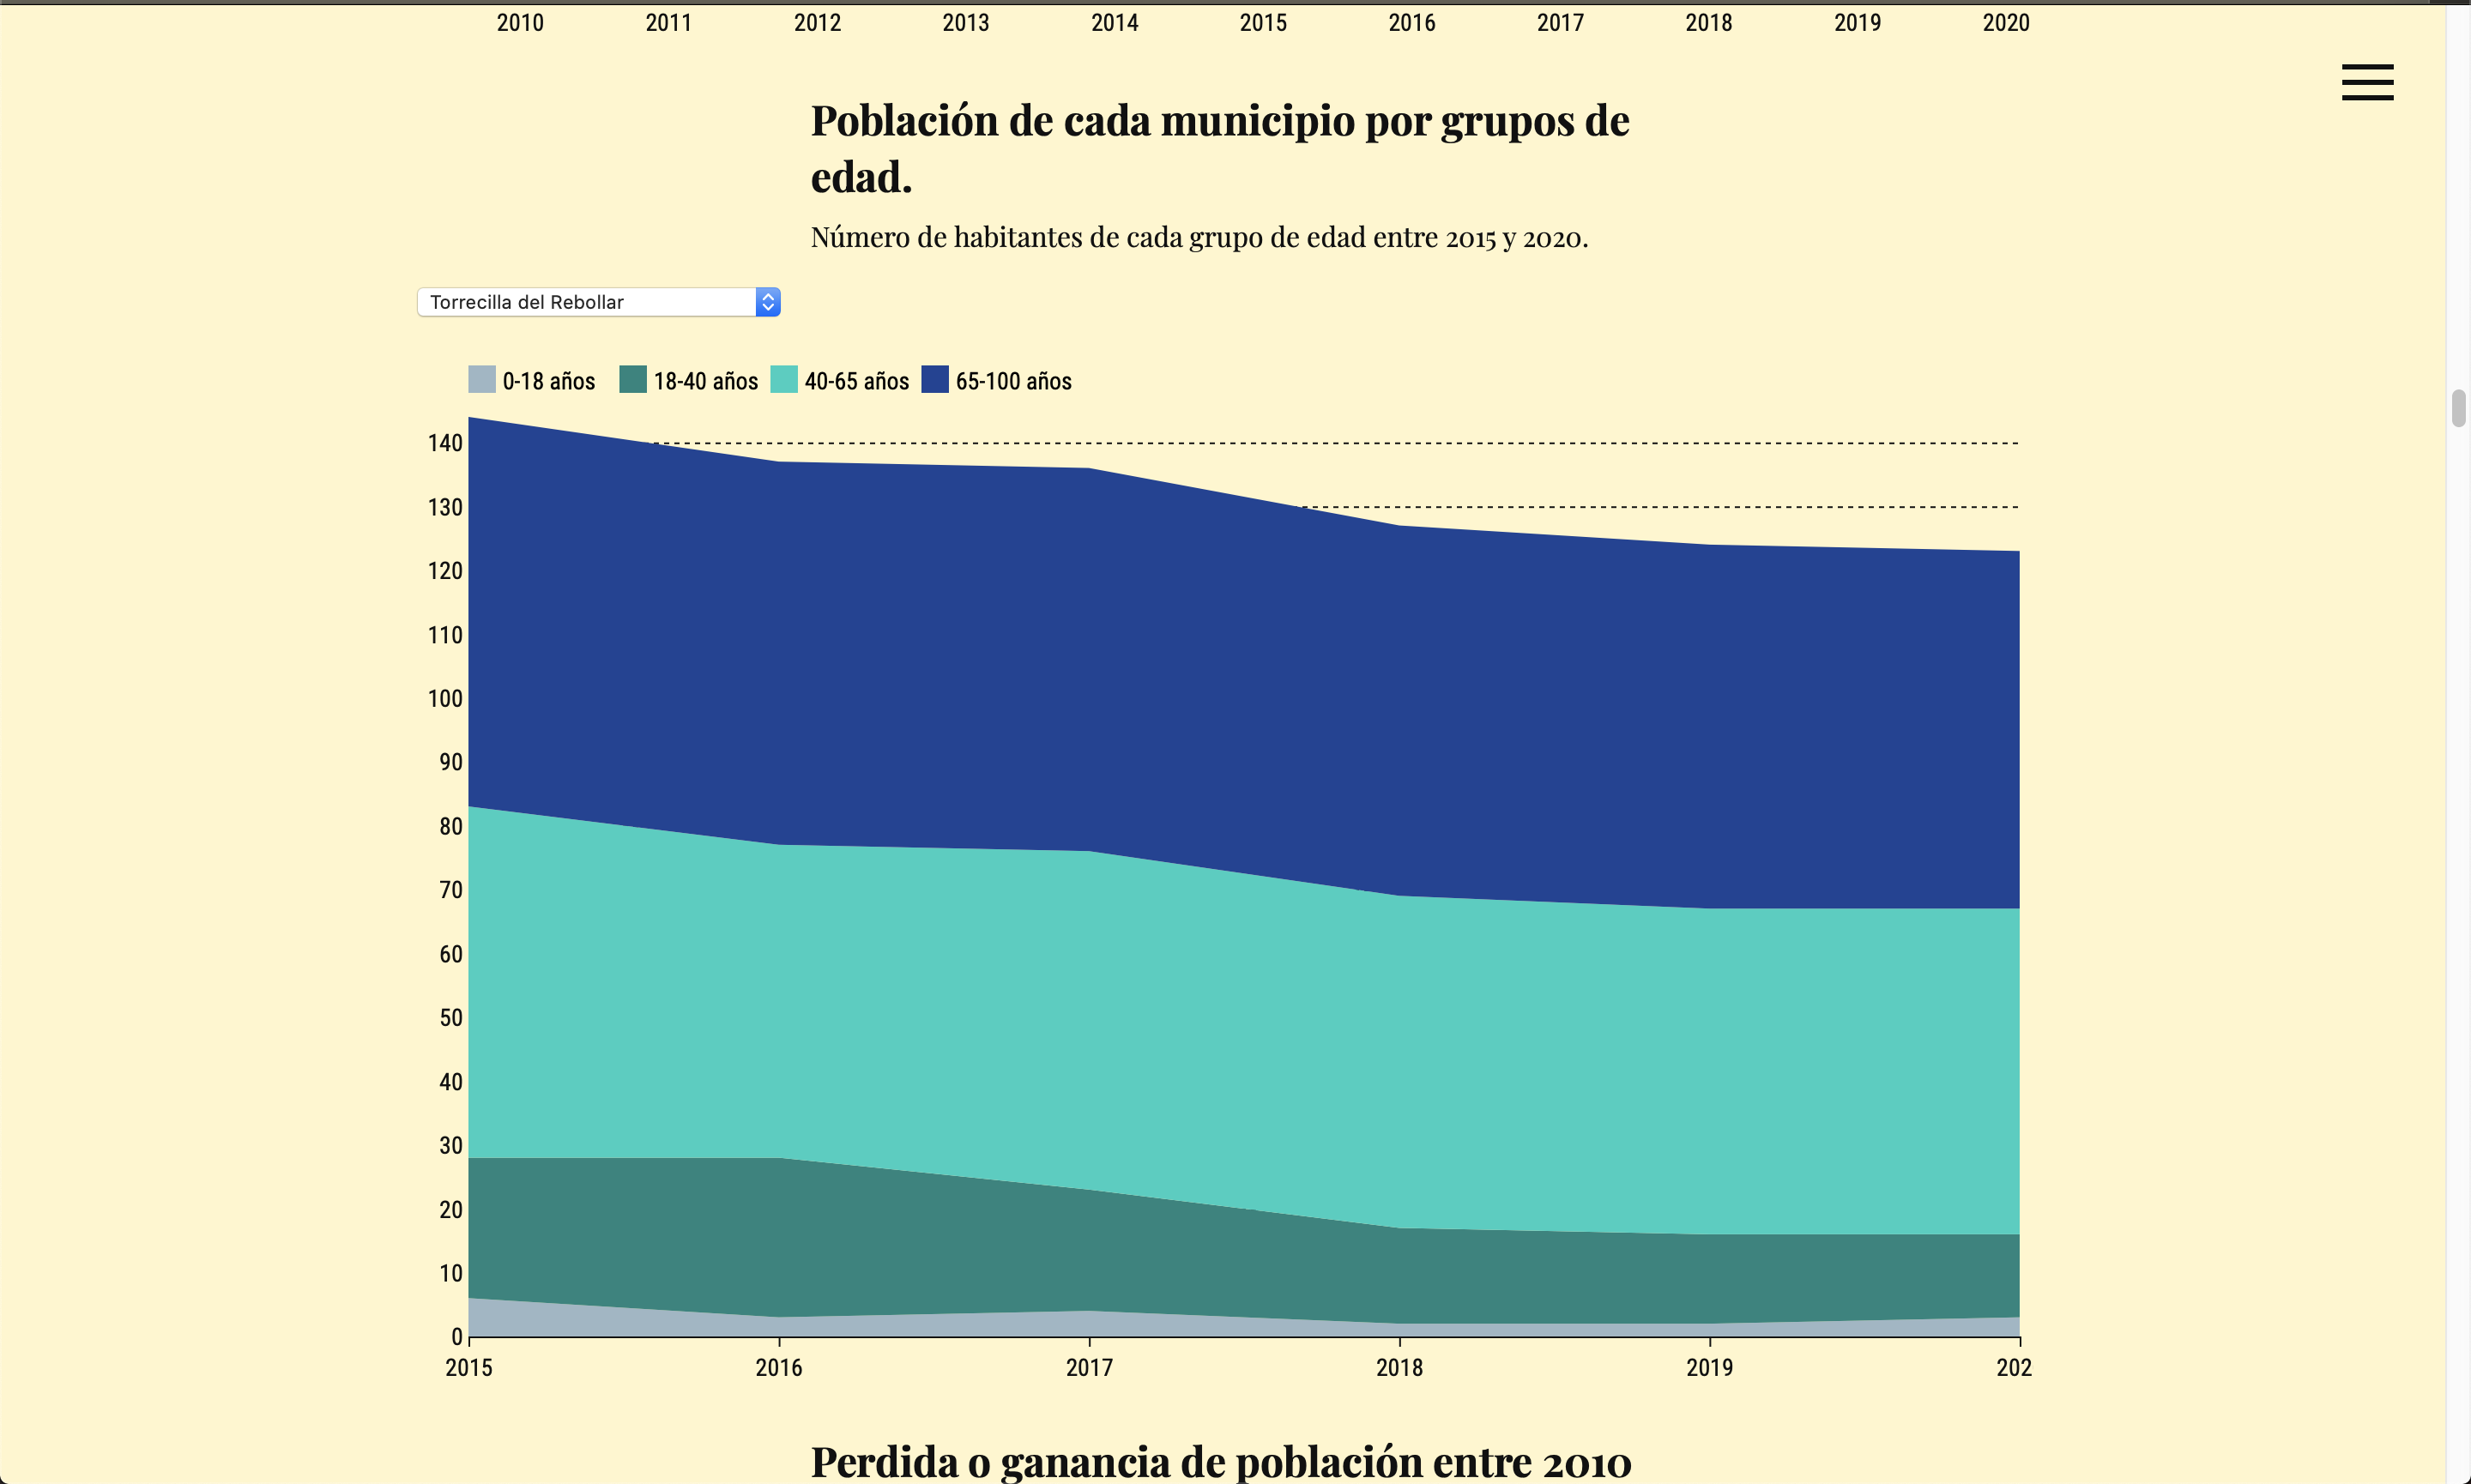 2010 2011 2012 2013 2014 2015 2016 2017 2018 2019 2020
Población de cada municipio por grupos de
edad.
Número de habitantes de cada grupo de edad entre 2015 y 2020.
Torrecilla del Rebollar
0-18 años 18-40 años 40-65 años 65-100 años
140
130
120
110
100
90
80
70
60
50
40
30
20
10
0
2015 2016 2017 2018 2019 202
Perdida o ganancia de población entre 2010